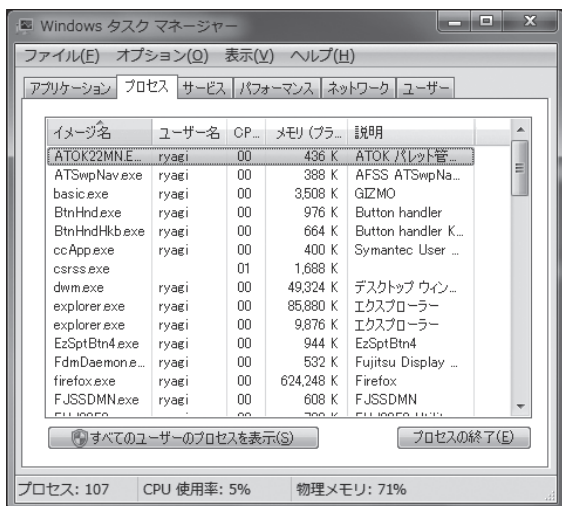 Windows タスク マネージャー
ファイル(F) オプション(O) 表示(V) ヘルプ(H)
アプリケーション プロセス サービス パフォーマンス ネットワーク ユーザー
イメージ名 ユーザー名 CP... メモリ (プラ... 説明
ATOK22MN.E... ryagi 00 436 K ATOK パレット管...
ATSwpNav.exe ryagi 00 388 K AFSS ATSwpNa...
basic.exe ryagi 00 3,508 K GIZMO
BtnHnd.exe ryagi 00 976 K Button handler
BtnHndHkb.exe ryagi 00 664 K Button handler K...
ccApp.exe ryagi 00 400 K Symantec User ...
csrss.exe 01 1,688 K
dwm.exe ryagi 00 49,324 K デスクトップ ウィン...
explorer.exe ryagi 00 85,880 K エクスプローラー
explorer.exe ryagi 00 9,876 K エクスプローラー
EzSptBtn4.exe ryagi 00 944 K EzSptBtn4
FdmDaemon.e... ryagi 00 532 K Fujitsu Display ...
firefox.exe ryagi 00 624,248 K Firefox
FJSSDMN.exe ryagi 00 608 K FJSSDMN
すべてのユーザーのプロセスを表示(S) プロセスの終了(E)
プロセス: 107 CPU 使用率: 5% 物理メモリ: 71%